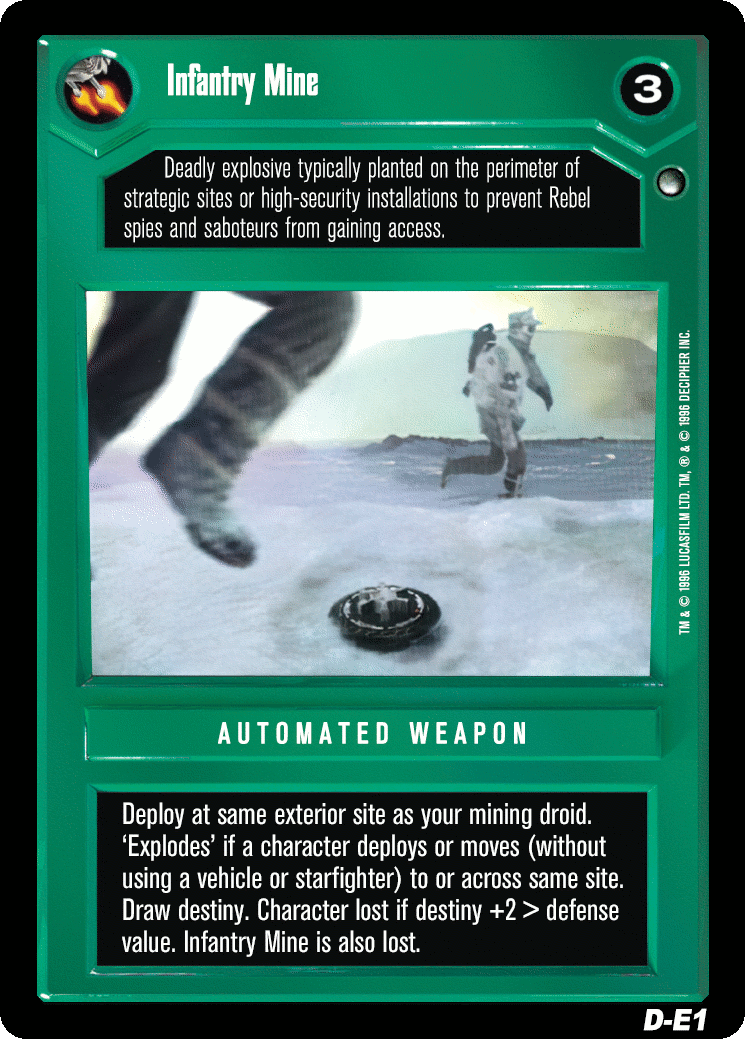 Infantry Mine
3
Deadly explosive typically planted on the perimeter of
strategic sites or high-security installations to prevent Rebel
spies and saboteurs from gaining access.
TM & © 1996 LUCASFILM LTD. TM, ® & © 1996 DECIPHER INC.
AUTOMATED WEAPON
Deploy at same exterior site as your mining droid.
‘Explodes’ if a character deploys or moves (without
using a vehicle or starfighter) to or across same site.
Draw destiny. Character lost if destiny +2 > defense
value. Infantry Mine is also lost.
D-E1